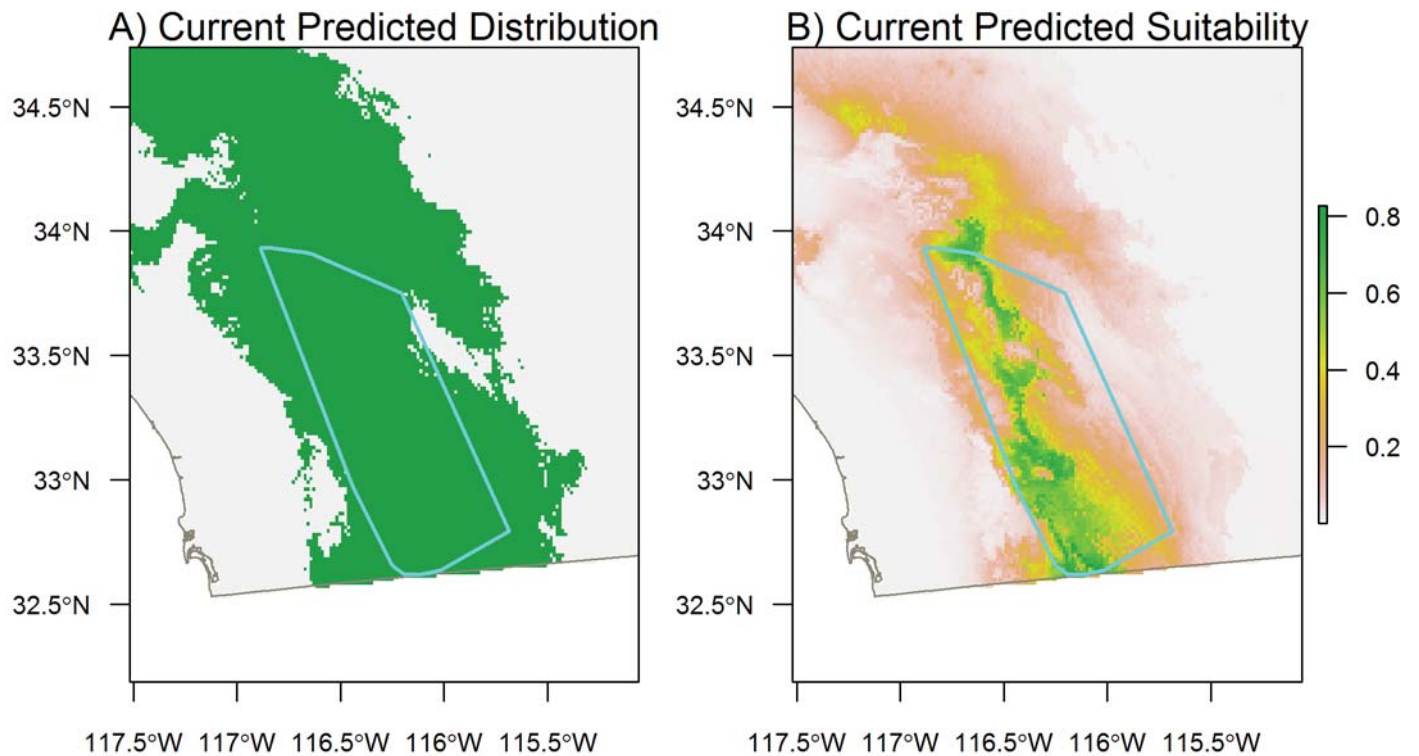 A) Current Predicted Distribution
B) Current Predicted Suitability
34.5°N
34°N
33.5°N
33°N
32.5°N
117.5°W 117°W 116.5°W 116°W 115.5°W
34.5°N
34°N
33.5°N
33°N
32.5°N
117.5°W 117°W 116.5°W 116°W 115.5°W
0.8
0.6
0.4
0.2